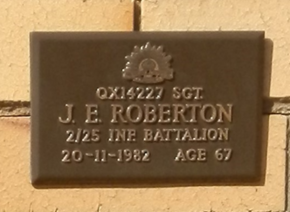 QX14227 SGT.
J. E. ROBERTON
2/25 INF BATTALION
20-11-1982 AGE 67